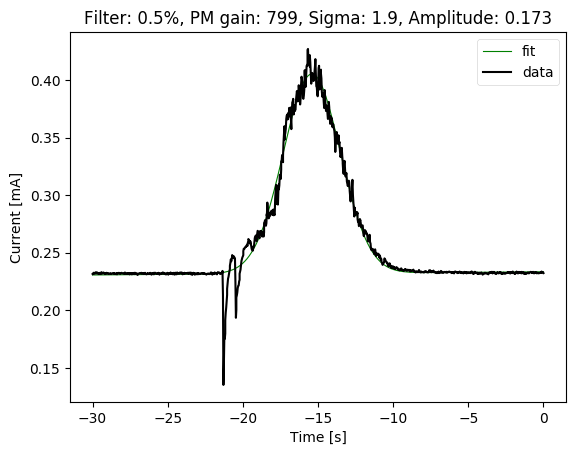 Filter: 0.5%, PM gain: 799, Sigma: 1.9, Amplitude: 0.173
fit
data
0.40
0.35
0.30
0.25
0.20
0.15
Current [mA]
−30
−25
−20
−15
−10
−5
0
Time [s]